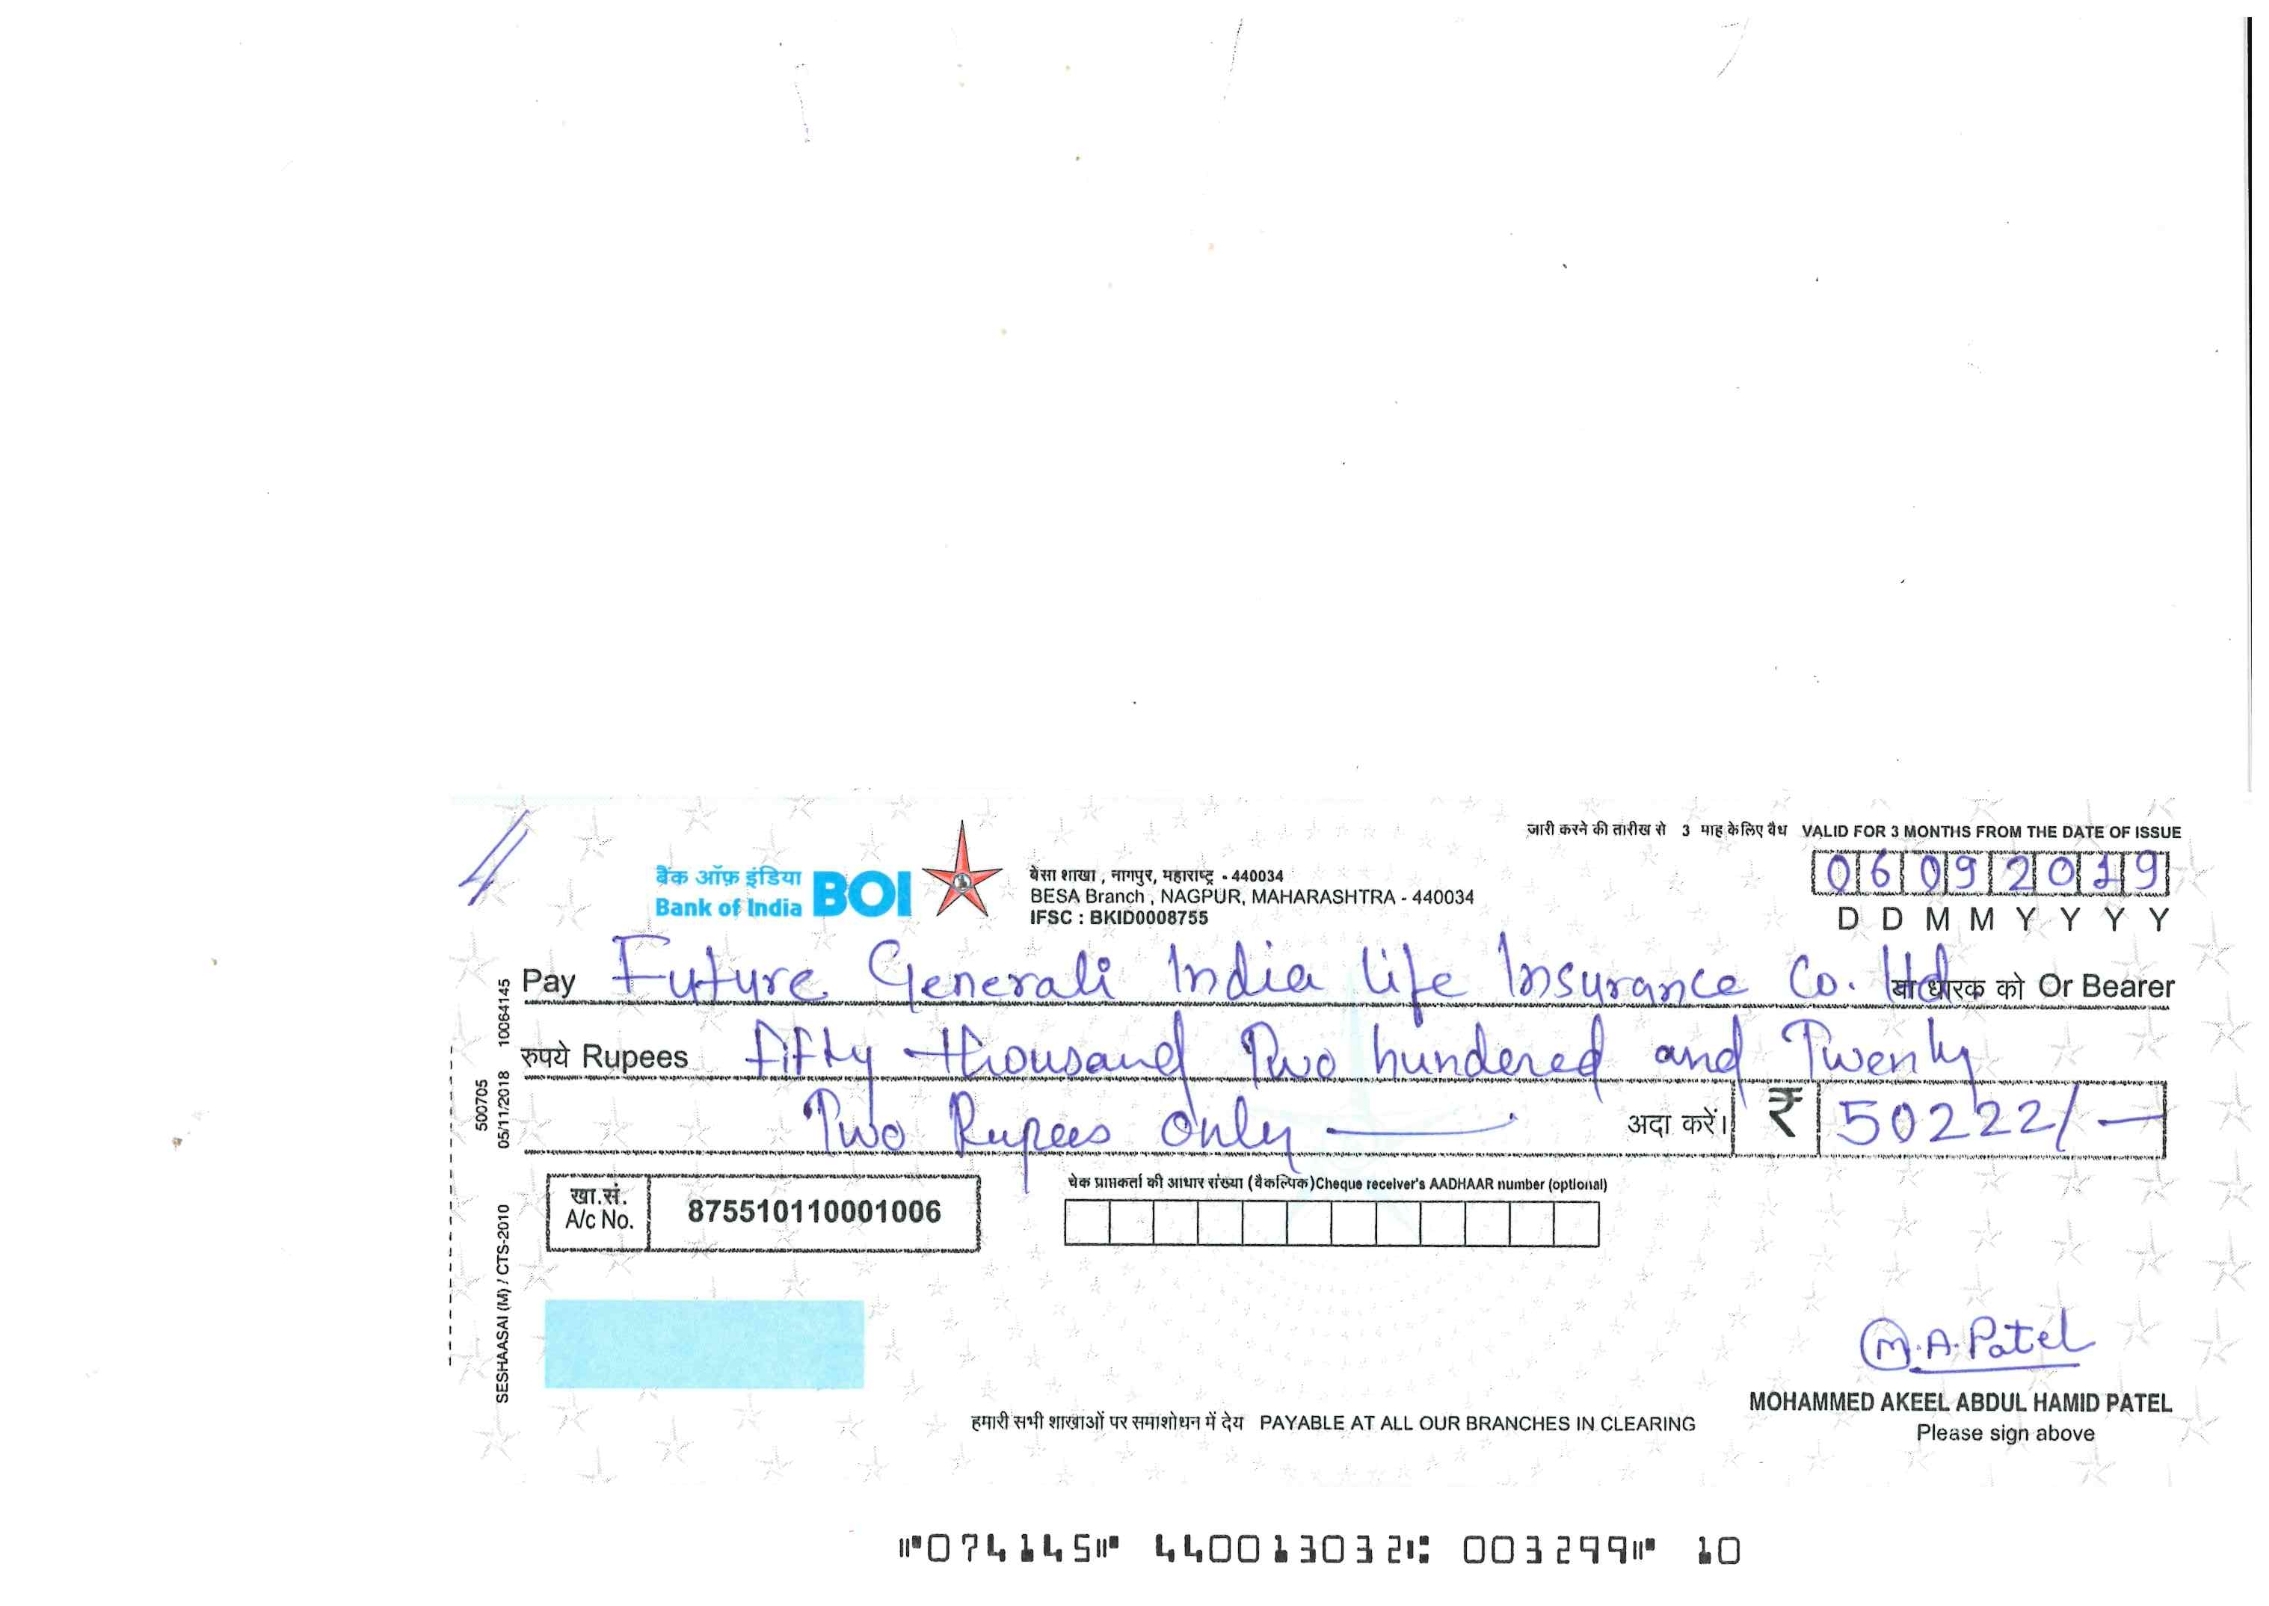 जारी करने की तारीख से 3 माह के लिए वैध VALID FOR 3 MONTHS FROM THE DATE OF ISSUE
06092019
D D M M Y Y Y Y
बैंक ऑफ़ इंडिया
Bank of India BOI
बेसा शाखा , नागपुर, महाराष्ट्र - 440034
BESA Branch , NAGPUR, MAHARASHTRA - 440034
IFSC : BKID0008755
Pay Future Generali India life Insurance Co. ltd या धारक को Or Bearer
रुपये Rupees fifty thousand Two hundered and Twenty
Two Rupees only
अदा करें। ₹ 50222/-
खा.सं.
A/c No. 875510110001006
चेक प्राप्तकर्ता की आधार संख्या (वैकल्पिक)Cheque receiver's AADHAAR number (optional)
500705
SESHAASAI (M) / CTS-2010 05/11/2018 10064145
M.A.Patel
MOHAMMED AKEEL ABDUL HAMID PATEL
Please sign above
हमारी सभी शाखाओं पर समाशोधन में देय PAYABLE AT ALL OUR BRANCHES IN CLEARING
⑈074145⑈ 440013032⑆ 003299⑈ 10